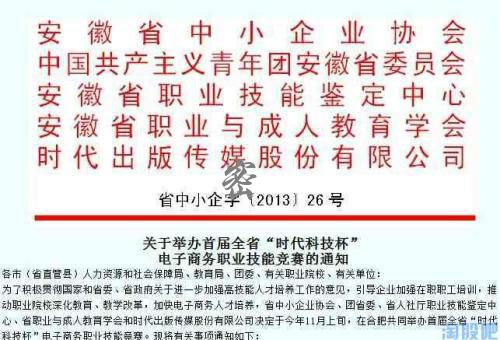 安徽省中小企业协会
中国共产主义青年团安徽省委员会
安徽省职业技能鉴定中心
安徽省职业与成人教育学会
时代出版传媒股份有限公司
密
省中小企字〔2013〕26 号
关于举办首届全省“时代科技杯”
电子商务职业技能竞赛的通知
各市（省直管县）人力资源和社会保障局、教育局、团委、有关职业院校、有关单位：
为了积极贯彻国家和省委、省政府关于进一步加强高技能人才培养工作的意见，引导企业加强在职职工培训，推
动职业院校深化教育、教学改革，加快电子商务人才培养，省中小企业协会、团省委、省人社厅职业技能鉴定中
心、省职业与成人教育学会和时代出版传媒股份有限公司决定于今年11月上旬，在合肥共同举办首届全省“时代
科技杯”电子商务职业技能竞赛。现将有关事项通知如下：
淘股吧